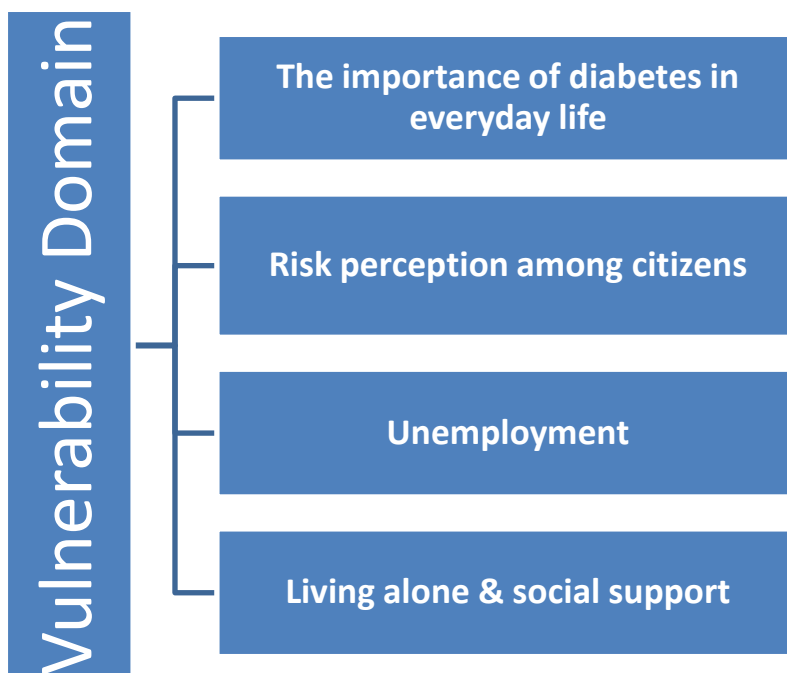 Vulnerability Domain
The importance of diabetes in
everyday life
Risk perception among citizens
Unemployment
Living alone & social support